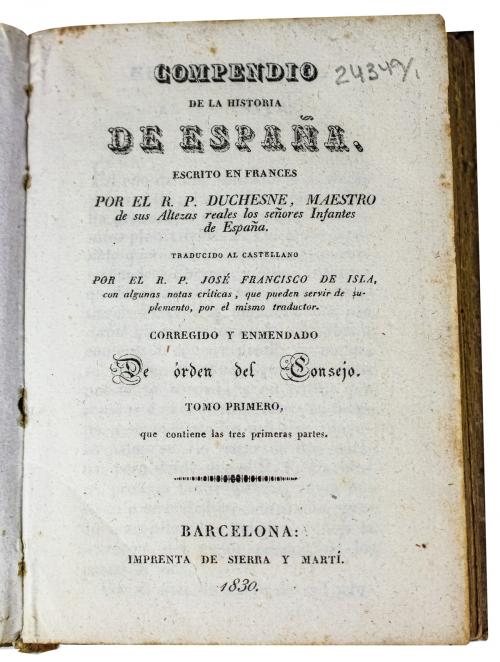 COMPENDIO
24349/1
DE LA HISTORIA
DE ESPAÑA.
ESCRITO EN FRANCES
POR EL R. P. DUCHESNE, MAESTRO
de sus Altezas reales los señores Infantes
de España.
TRADUCIDO AL CASTELLANO
POR EL R. P. JOSÉ FRANCISCO DE ISLA,
con algunas notas críticas, que pueden servir de su-
plemento, por el mismo traductor.
CORREGIDO Y ENMENDADO
De órden del Consejo.
TOMO PRIMERO,
que contiene las tres primeras partes.
BARCELONA:
IMPRENTA DE SIERRA Y MARTÍ.
1830.